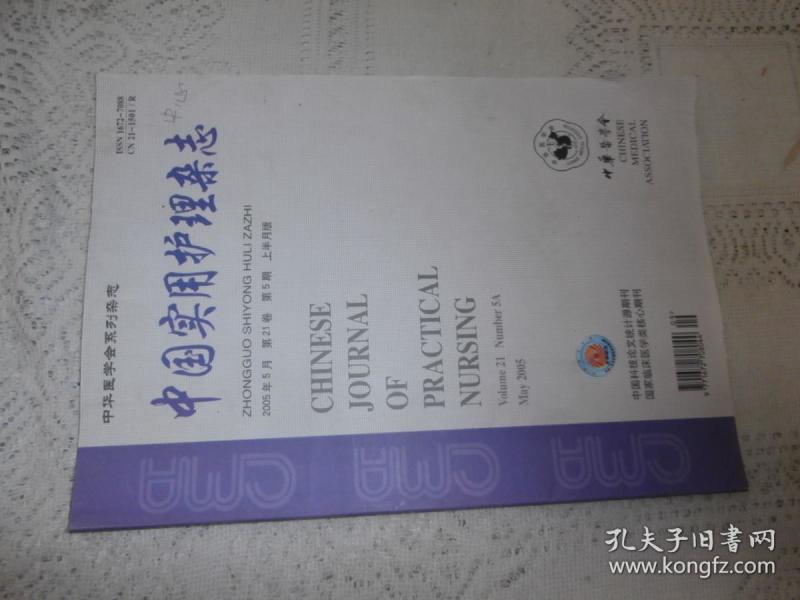 中华医学会系列杂志
ISSN 1672-7088
CN 21-1501/R
中国实用护理杂志
ZHONGGUO SHIYONG HULI ZAZHI
2005年5月 第21卷 第5期 上半月版
CHINESE
JOURNAL
OF
PRACTICAL
NURSING
Volume 21 Number 5A
May 2005
中华医学会
CHINESE
MEDICAL
ASSOCIATION
中国科技论文统计源期刊
国家临床医学类核心期刊
CMA
CMA
CMA
孔夫子旧书网
www.kongfz.com